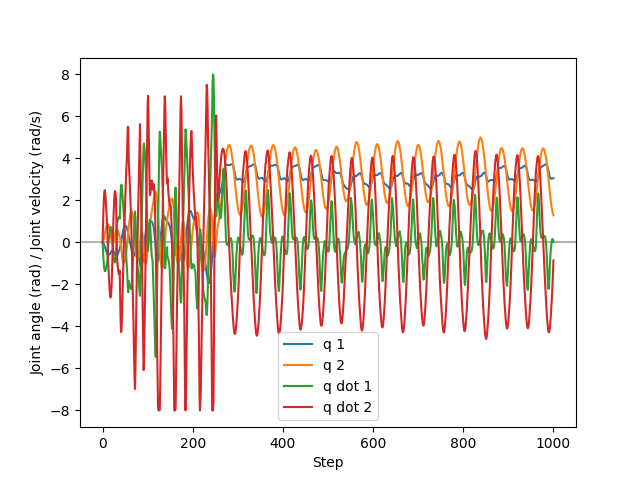 Joint angle (rad) / Joint velocity (rad/s)
8
6
4
2
0
−2
−4
−6
−8
q 1
q 2
q dot 1
q dot 2
0 200 400 600 800 1000
Step